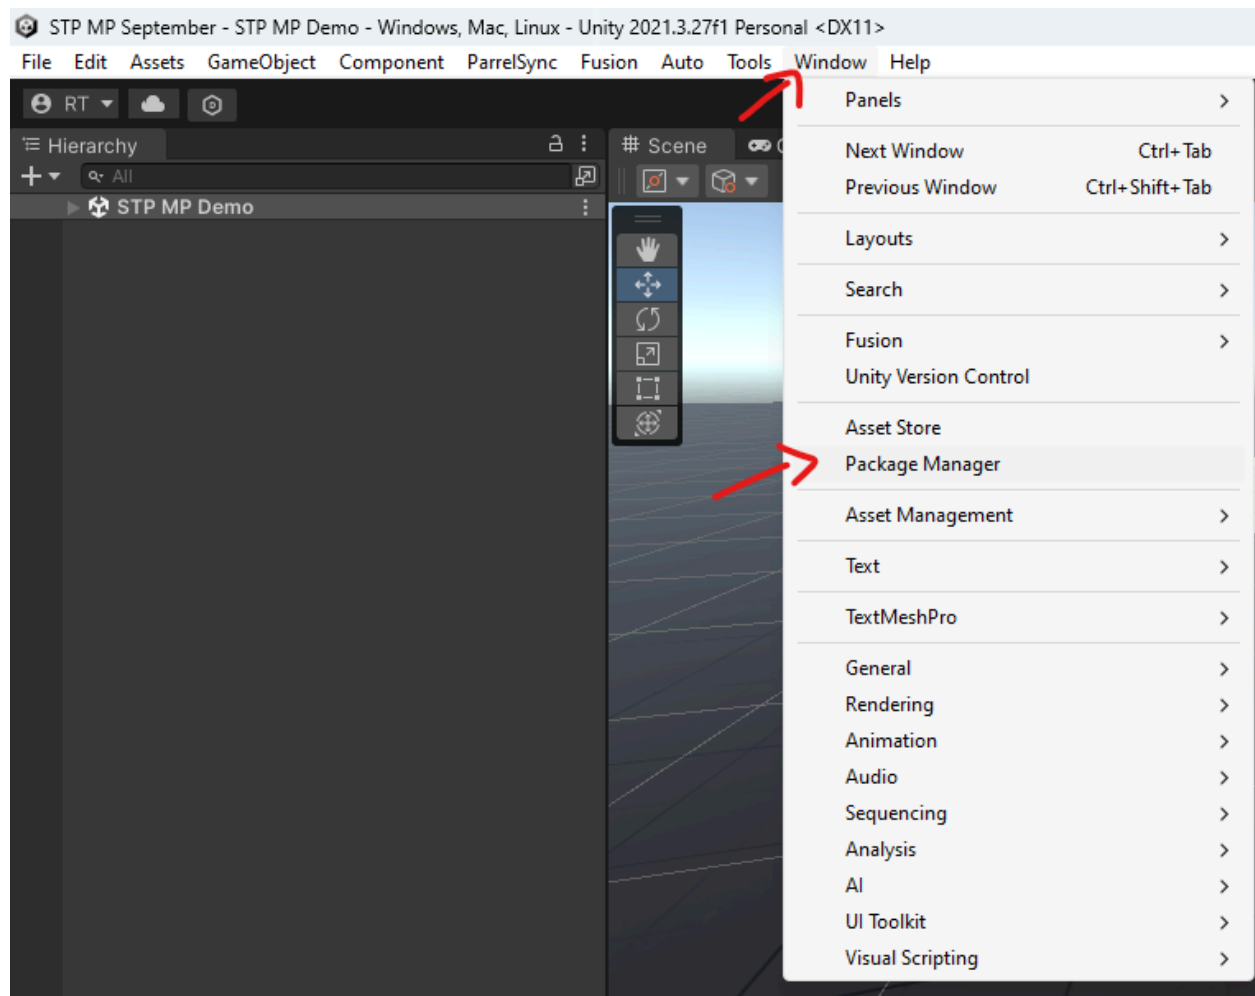 STP MP September - STP MP Demo - Windows, Mac, Linux - Unity 2021.3.27f1 Personal <DX11>
File Edit Assets GameObject Component ParrelSync Fusion Auto Tools Window Help
RT
Hierarchy
All
STP MP Demo
Scene
Panels
Next Window Ctrl+Tab
Previous Window Ctrl+Shift+Tab
Layouts
Search
Fusion
Unity Version Control
Asset Store
Package Manager
Asset Management
Text
TextMeshPro
General
Rendering
Animation
Audio
Sequencing
Analysis
AI
UI Toolkit
Visual Scripting